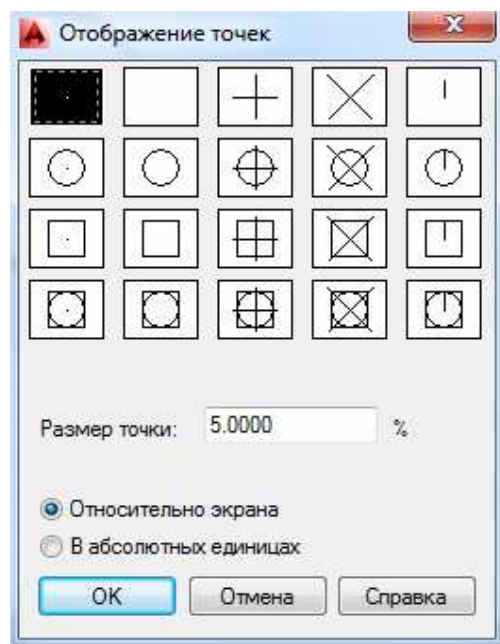 Отображение точек
Размер точки: 5.0000 %
Относительно экрана
В абсолютных единицах
OK Отмена Справка